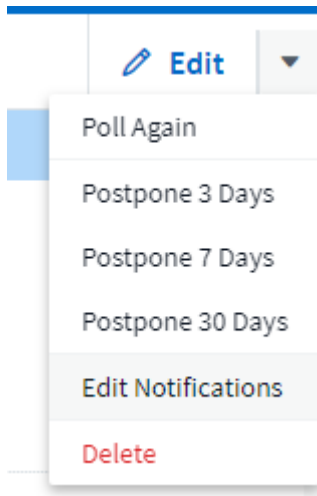 Edit
Poll Again
Postpone 3 Days
Postpone 7 Days
Postpone 30 Days
Edit Notifications
Delete